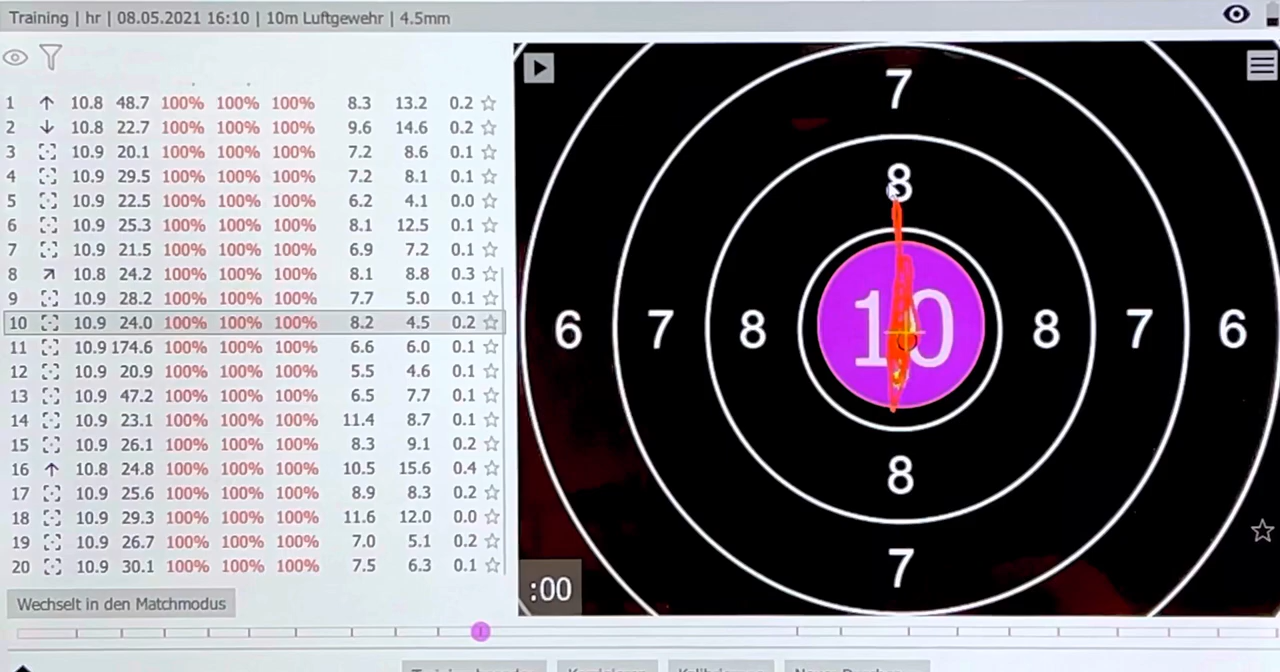 Training | hr | 08.05.2021 16:10 | 10m Luftgewehr | 4.5mm
1 10.8 48.7 100% 100% 100% 8.3 13.2 0.2
2 10.8 22.7 100% 100% 100% 9.6 14.6 0.2
3 10.9 20.1 100% 100% 100% 7.2 8.6 0.1
4 10.9 29.5 100% 100% 100% 7.2 8.1 0.1
5 10.9 22.5 100% 100% 100% 6.2 4.1 0.0
6 10.9 25.3 100% 100% 100% 8.1 12.5 0.1
7 10.9 21.5 100% 100% 100% 6.9 7.2 0.1
8 10.8 24.2 100% 100% 100% 8.1 8.8 0.3
9 10.9 28.2 100% 100% 100% 7.7 5.0 0.1
10 10.9 24.0 100% 100% 100% 8.2 4.5 0.2
11 10.9 174.6 100% 100% 100% 6.6 6.0 0.1
12 10.9 20.9 100% 100% 100% 5.5 4.6 0.1
13 10.9 47.2 100% 100% 100% 6.5 7.7 0.1
14 10.9 23.1 100% 100% 100% 11.4 8.7 0.1
15 10.9 26.1 100% 100% 100% 8.3 9.1 0.2
16 10.8 24.8 100% 100% 100% 10.5 15.6 0.4
17 10.9 25.6 100% 100% 100% 8.9 8.3 0.2
18 10.9 29.3 100% 100% 100% 11.6 12.0 0.0
19 10.9 26.7 100% 100% 100% 7.0 5.1 0.2
20 10.9 30.1 100% 100% 100% 7.5 6.3 0.1
Wechselt in den Matchmodus
7
8
6 7 8 10 8 7 6
8
7
:00